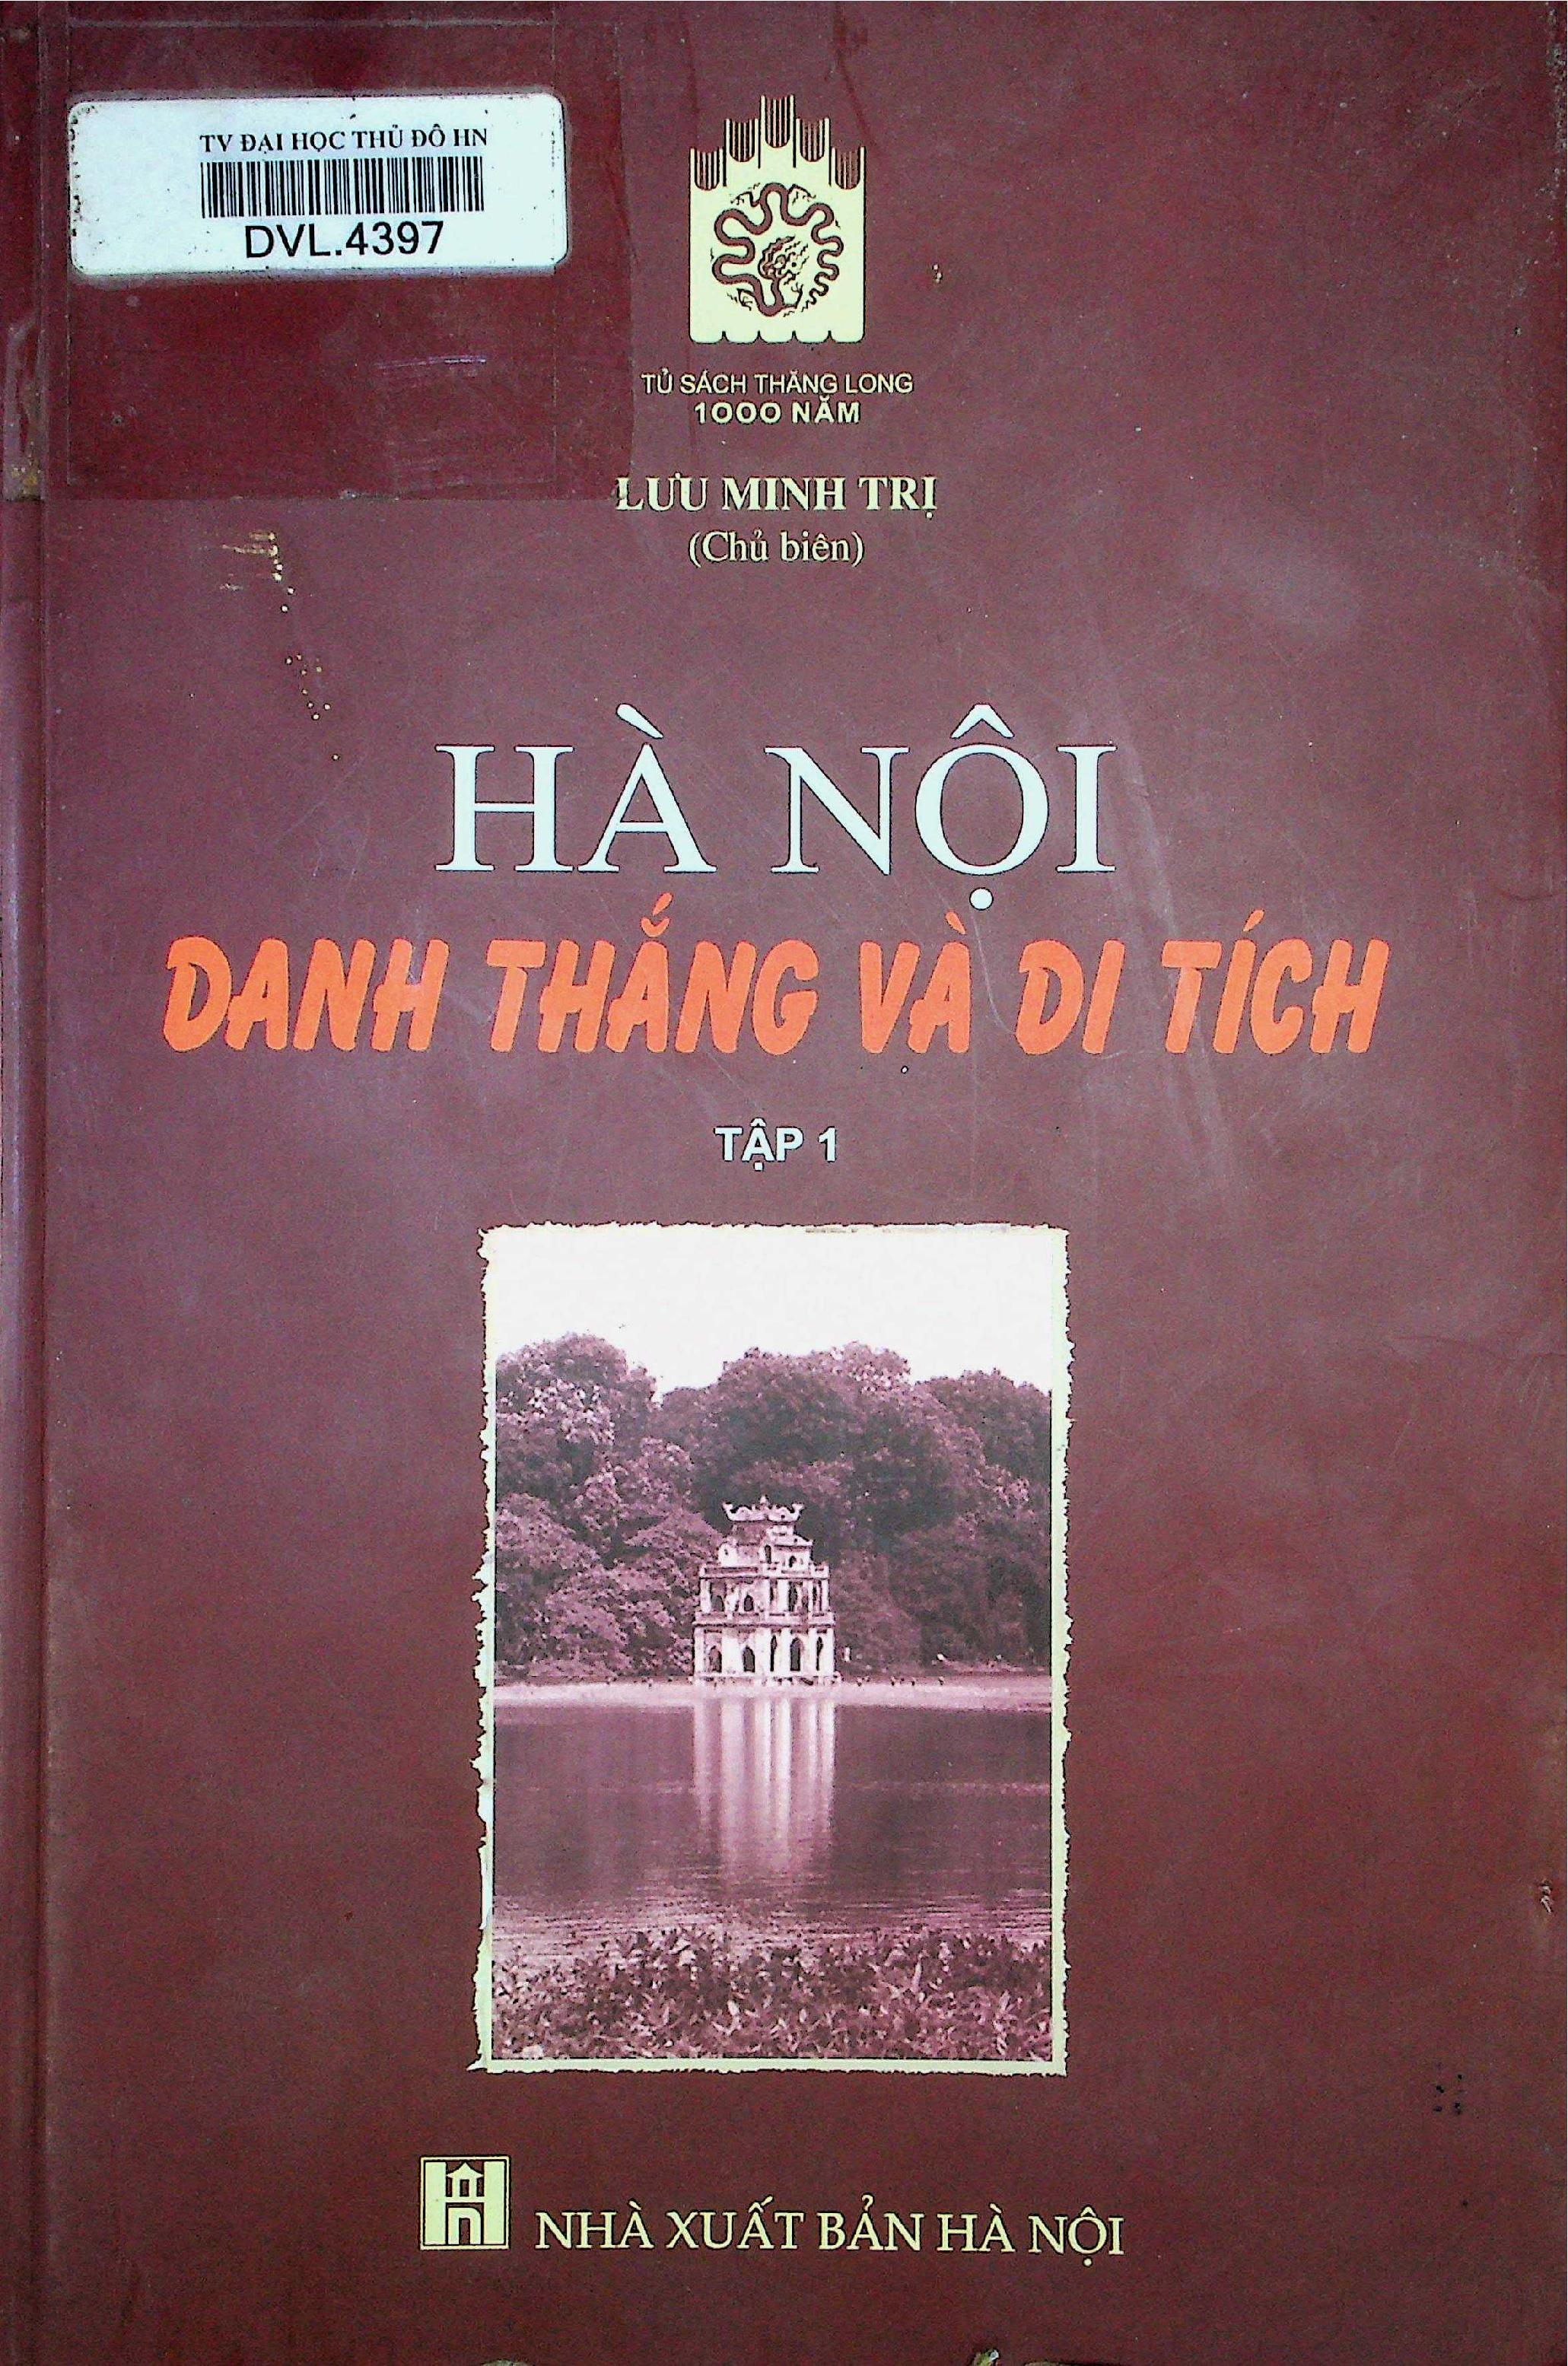 TV ĐẠI HỌC THỦ ĐÔ HN
DVL.4397
TỦ SÁCH THĂNG LONG
1000 NĂM
LƯU MINH TRỊ
(Chủ biên)
HÀ NỘI
DANH THẮNG VÀ DI TÍCH
TẬP 1
NHÀ XUẤT BẢN HÀ NỘI